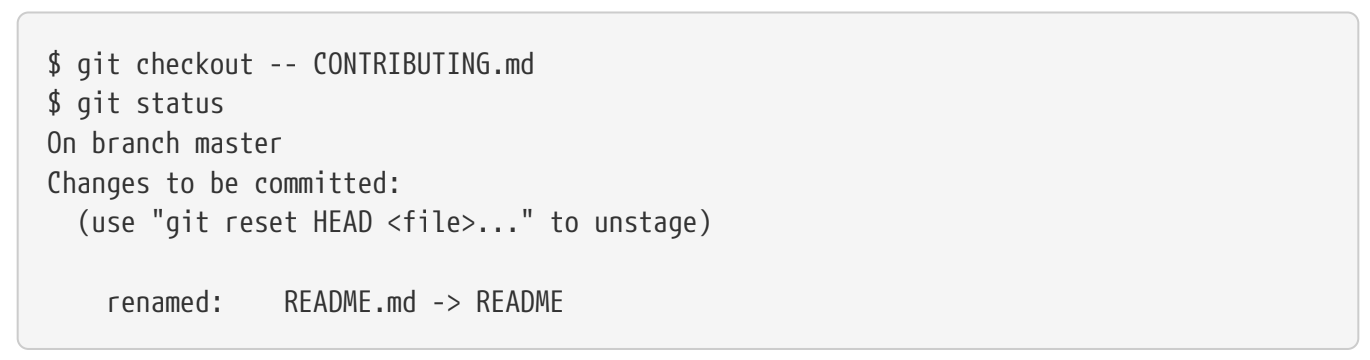 $ git checkout -- CONTRIBUTING.md
$ git status
On branch master
Changes to be committed:
  (use "git reset HEAD <file>..." to unstage)

    renamed:    README.md -> README